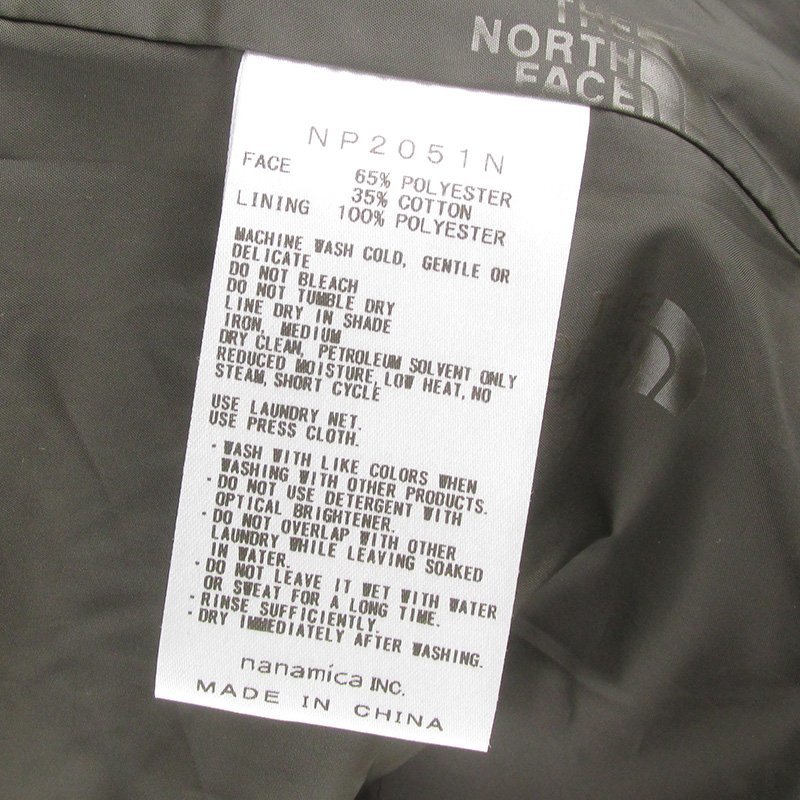 THE
NORTH
FACE
NP2051N
FACE 65% POLYESTER
35% COTTON
LINING 100% POLYESTER
MACHINE WASH COLD, GENTLE OR
DELICATE
DO NOT BLEACH
DO NOT TUMBLE DRY
LINE DRY IN SHADE
IRON, MEDIUM
DRY CLEAN, PETROLEUM SOLVENT ONLY
REDUCED MOISTURE, LOW HEAT, NO
STEAM, SHORT CYCLE
USE LAUNDRY NET.
USE PRESS CLOTH.
・WASH WITH LIKE COLORS WHEN
WASHING WITH OTHER PRODUCTS.
・DO NOT USE DETERGENT WITH
OPTICAL BRIGHTENER.
・DO NOT OVERLAP WITH OTHER
LAUNDRY WHILE LEAVING SOAKED
IN WATER.
・DO NOT LEAVE IT WET WITH WATER
OR SWEAT FOR A LONG TIME.
・RINSE SUFFICIENTLY.
・DRY IMMEDIATELY AFTER WASHING.
nanamica INC.
MADE IN CHINA